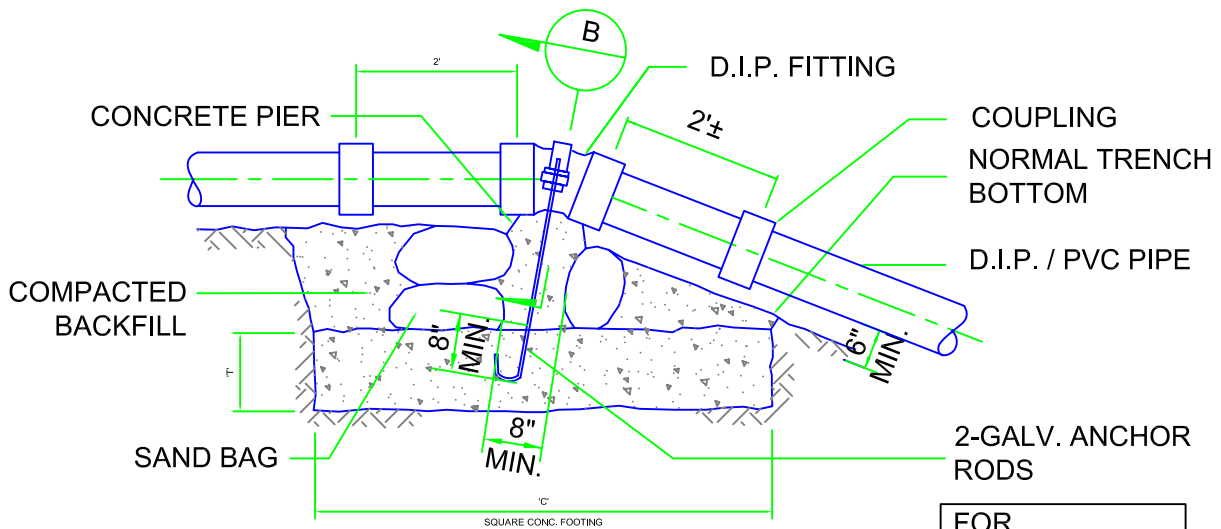 B
D.I.P. FITTING
2'
CONCRETE PIER
2'±
COUPLING
NORMAL TRENCH
BOTTOM
D.I.P. / PVC PIPE
COMPACTED
BACKFILL
8"
MIN.
6"
MIN.
'T'
8"
MIN.
SAND BAG
2-GALV. ANCHOR
RODS
'C'
SQUARE CONC. FOOTING
FOR